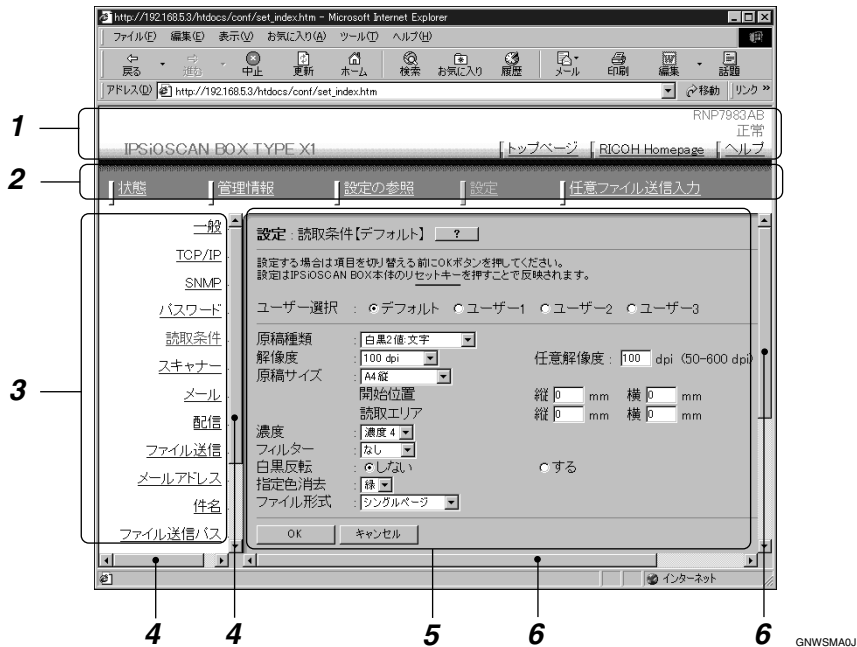 http://192.168.5.3/htdocs/conf/set_index.htm - Microsoft Internet Explorer
ファイル(F) 編集(E) 表示(V) お気に入り(A) ツール(T) ヘルプ(H)
戻る 進む 中止 更新 ホーム 検索 お気に入り 履歴 メール 印刷 編集 話題
アドレス(D) http://192.168.5.3/htdocs/conf/set_index.htm 移動 リンク »
RNP7983AB
正常
1
IPSiOSCAN BOX TYPE X1 トップページ RICOH Homepage ヘルプ
2
状態 管理情報 設定の参照 設定 任意ファイル送信入力
3
一般
TCP/IP
SNMP
パスワード
読取条件
スキャナー
メール
配信
ファイル送信
メールアドレス
件名
ファイル送信パス
設定 : 読取条件【デフォルト】 ?
設定する場合は項目を切り替える前にOKボタンを押してください。
設定はIPSiOSCAN BOX本体のリセットキーを押すことで反映されます。
ユーザー選択 : デフォルト ユーザー1 ユーザー2 ユーザー3
原稿種類 : 白黒2値:文字
解像度 : 100 dpi 任意解像度 : 100 dpi (50-600 dpi)
原稿サイズ : A4 縦
開始位置 縦 0 mm 横 0 mm
読取エリア 縦 0 mm 横 0 mm
濃度 : 濃度 4
フィルター : なし
白黒反転 : しない する
指定色消去 : 緑
ファイル形式 : シングルページ
OK キャンセル
インターネット
4 4 5 6 6
GNWSMA0J